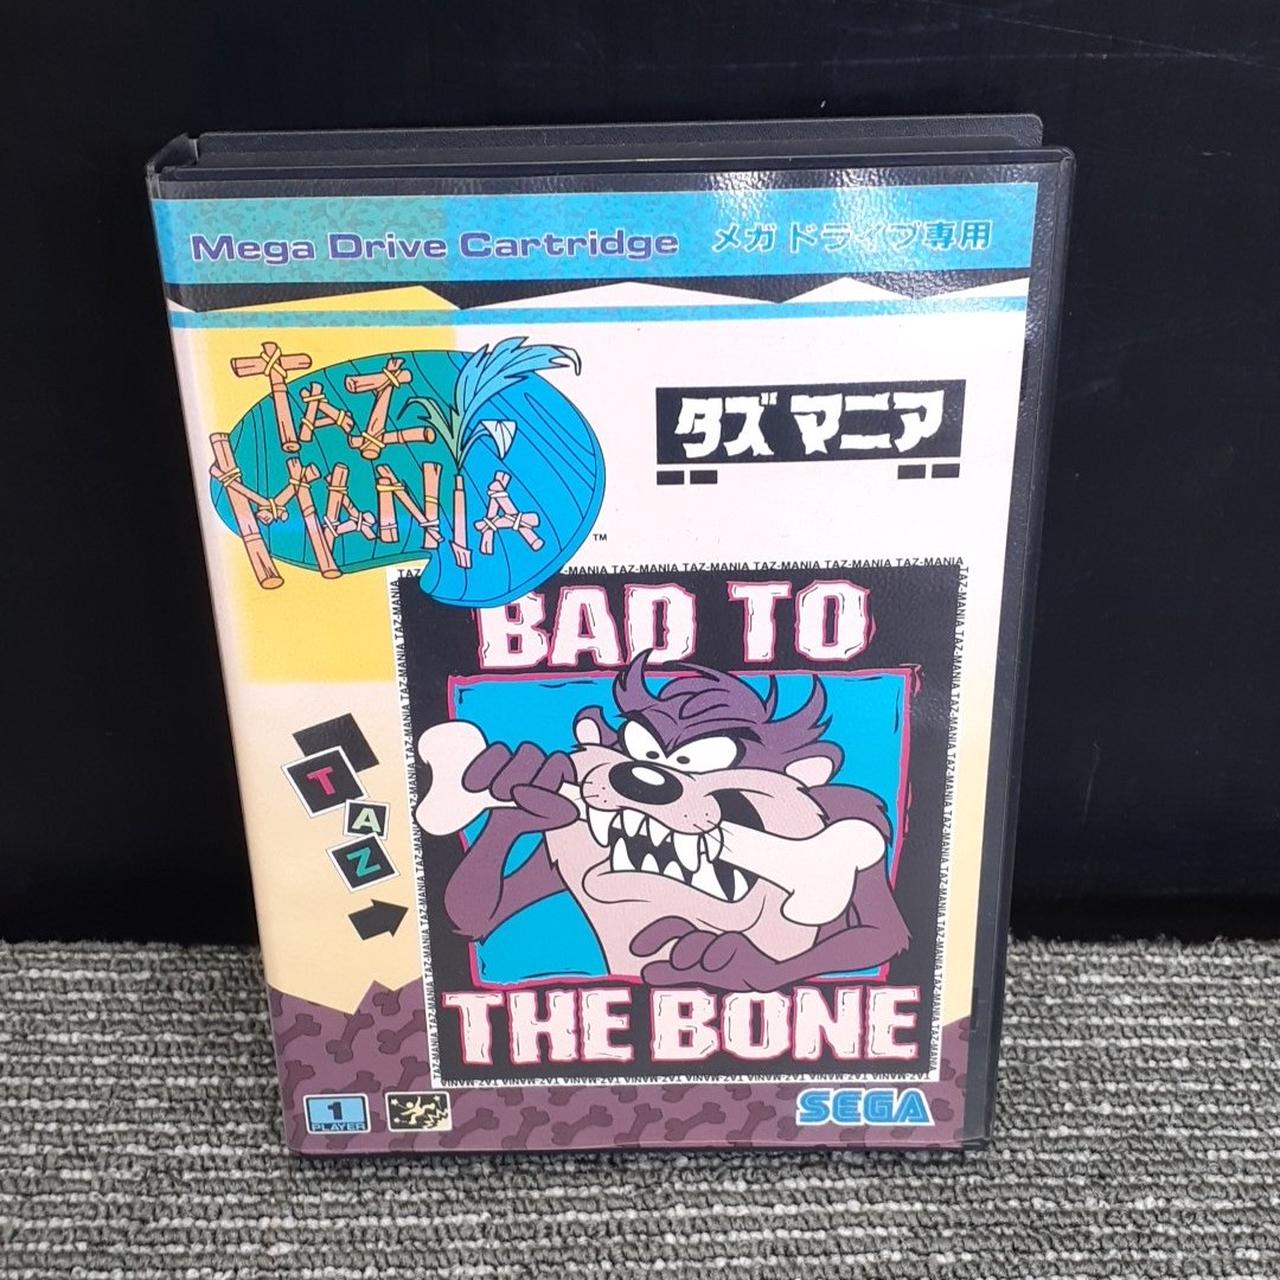 Mega Drive Cartridge メガドライブ専用
TAZ
MANIA
™
タズマニア
TAZ-MANIA TAZ-MANIA TAZ-MANIA TAZ-MANIA TAZ-MANIA
BAD TO
T
A
Z
THE BONE
1
PLAYER
SEGA